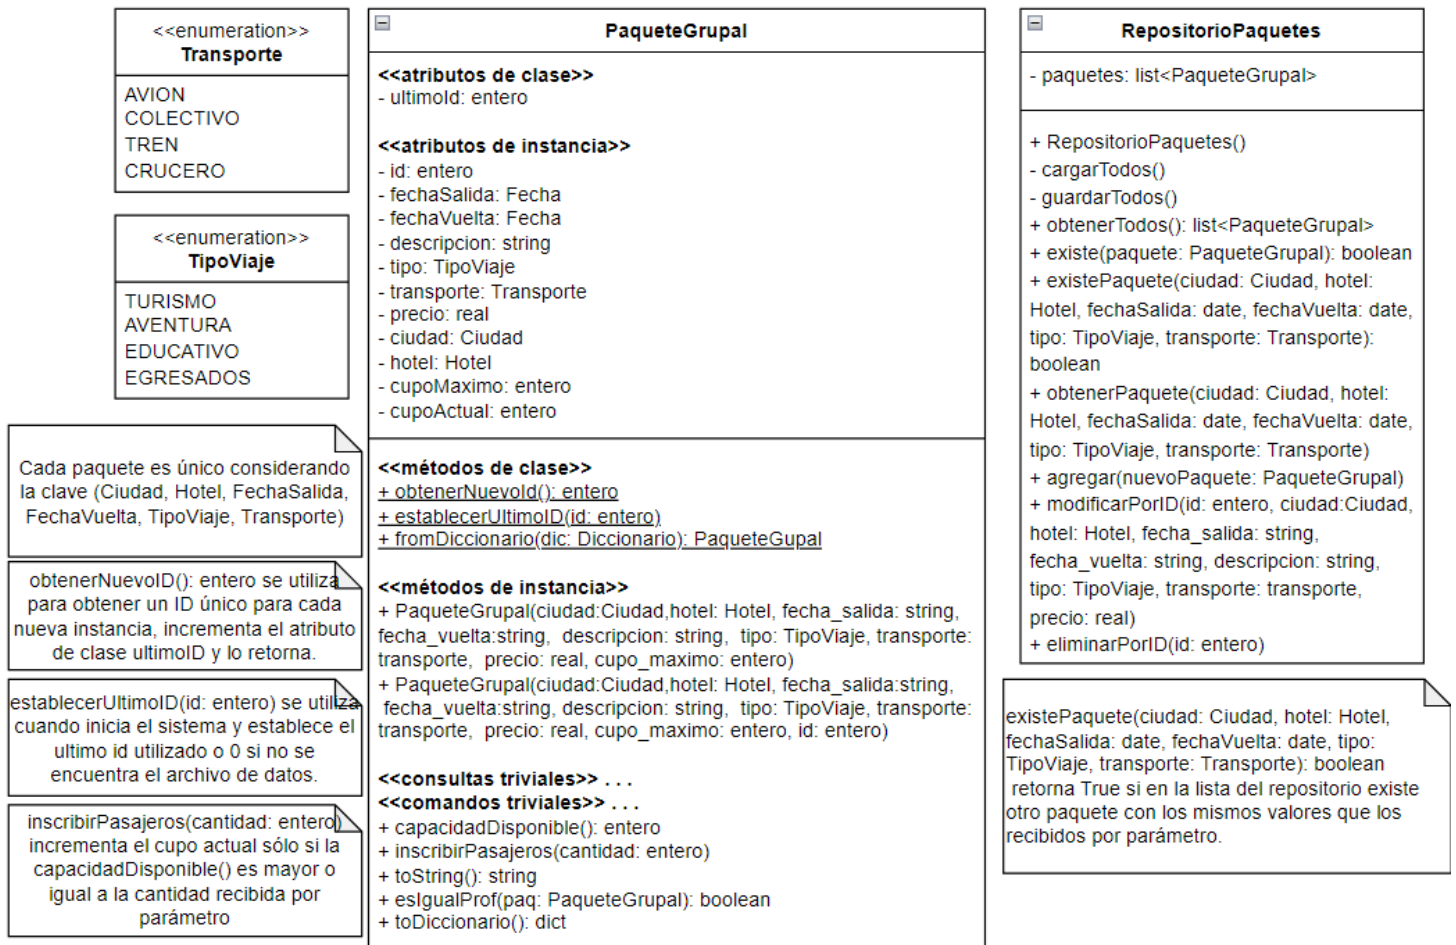 <<enumeration>>
Transporte
AVION
COLECTIVO
TREN
CRUCERO
<<enumeration>>
TipoViaje
TURISMO
AVENTURA
EDUCATIVO
EGRESADOS
Cada paquete es único considerando
la clave (Ciudad, Hotel, FechaSalida,
FechaVuelta, TipoViaje, Transporte)
obtenerNuevoID(): entero se utiliza
para obtener un ID único para cada
nueva instancia, incrementa el atributo
de clase ultimoID y lo retorna.
establecerUltimoID(id: entero) se utiliza
cuando inicia el sistema y establece el
ultimo id utilizado o 0 si no se
encuentra el archivo de datos.
inscribirPasajeros(cantidad: entero)
incrementa el cupo actual sólo si la
capacidadDisponible() es mayor o
igual a la cantidad recibida por
parámetro
PaqueteGrupal
<<atributos de clase>>
- ultimoId: entero
<<atributos de instancia>>
- id: entero
- fechaSalida: Fecha
- fechaVuelta: Fecha
- descripcion: string
- tipo: TipoViaje
- transporte: Transporte
- precio: real
- ciudad: Ciudad
- hotel: Hotel
- cupoMaximo: entero
- cupoActual: entero
<<métodos de clase>>
+ obtenerNuevoId(): entero
+ establecerUltimoID(id: entero)
+ fromDiccionario(dic: Diccionario): PaqueteGupal
<<métodos de instancia>>
+ PaqueteGrupal(ciudad:Ciudad,hotel: Hotel, fecha_salida: string,
fecha_vuelta:string, descripcion: string, tipo: TipoViaje, transporte:
transporte, precio: real, cupo_maximo: entero)
+ PaqueteGrupal(ciudad:Ciudad,hotel: Hotel, fecha_salida:string,
fecha_vuelta:string, descripcion: string, tipo: TipoViaje, transporte:
transporte, precio: real, cupo_maximo: entero, id: entero)
<<consultas triviales>> . . .
<<comandos triviales>> . . .
+ capacidadDisponible(): entero
+ inscribirPasajeros(cantidad: entero)
+ toString(): string
+ esIgualProf(paq: PaqueteGrupal): boolean
+ toDiccionario(): dict
RepositorioPaquetes
- paquetes: list<PaqueteGrupal>
+ RepositorioPaquetes()
- cargarTodos()
- guardarTodos()
+ obtenerTodos(): list<PaqueteGrupal>
+ existe(paquete: PaqueteGrupal): boolean
+ existePaquete(ciudad: Ciudad, hotel:
Hotel, fechaSalida: date, fechaVuelta: date,
tipo: TipoViaje, transporte: Transporte):
boolean
+ obtenerPaquete(ciudad: Ciudad, hotel:
Hotel, fechaSalida: date, fechaVuelta: date,
tipo: TipoViaje, transporte: Transporte)
+ agregar(nuevoPaquete: PaqueteGrupal)
+ modificarPorID(id: entero, ciudad:Ciudad,
hotel: Hotel, fecha_salida: string,
fecha_vuelta: string, descripcion: string,
tipo: TipoViaje, transporte: transporte,
precio: real)
+ eliminarPorID(id: entero)
existePaquete(ciudad: Ciudad, hotel: Hotel,
fechaSalida: date, fechaVuelta: date, tipo:
TipoViaje, transporte: Transporte): boolean
retorna True si en la lista del repositorio existe
otro paquete con los mismos valores que los
recibidos por parámetro.